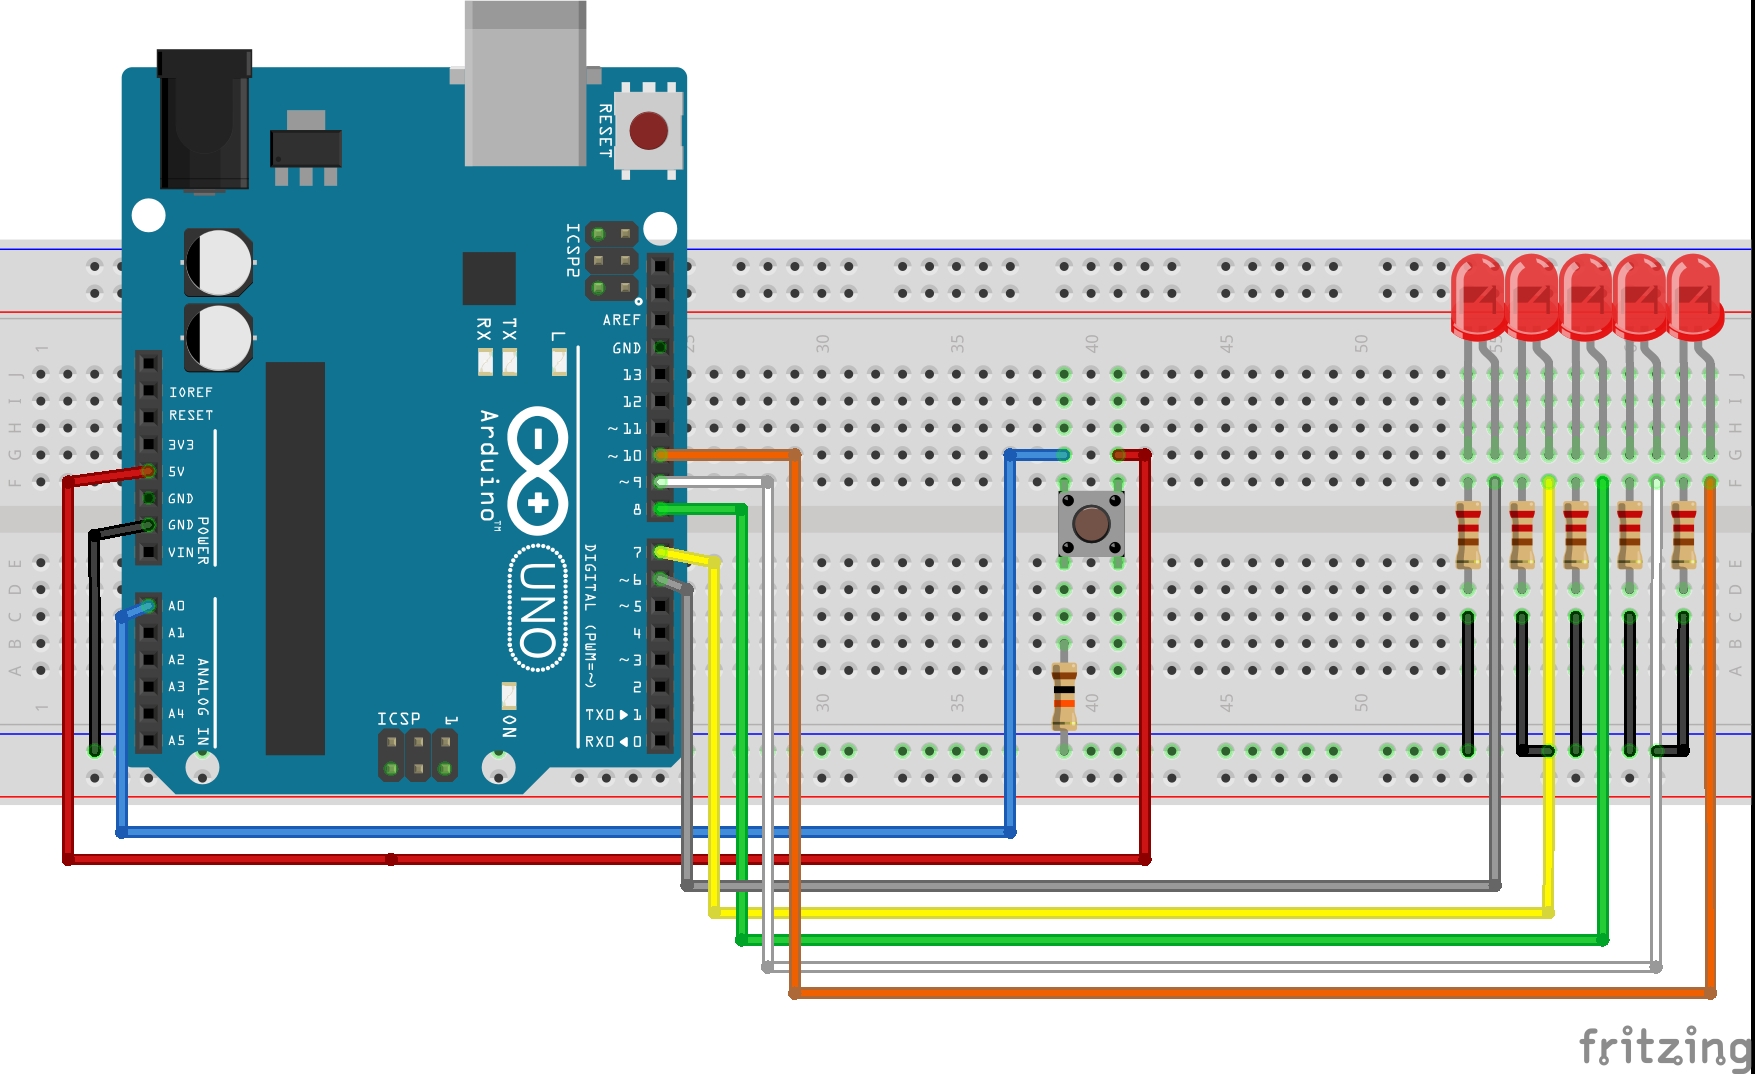 RESET
ICSP2
AREF
GND
RX
TX
L
13
12
~11
~10
~9
8
IOREF
RESET
3V3
5V
GND
GND
VIN
POWER
Arduino™
UNO
DIGITAL (PWM=~)
7
~6
~5
4
~3
2
TX0▶1
RX0◀0
A0
A1
A2
A3
A4
A5
ANALOG IN
ICSP
1
ON
1
25
30
35
40
45
50
55
J
I
H
G
F
E
D
C
B
A
J
I
H
G
F
E
D
C
B
A
1
30
35
40
45
50
fritzing